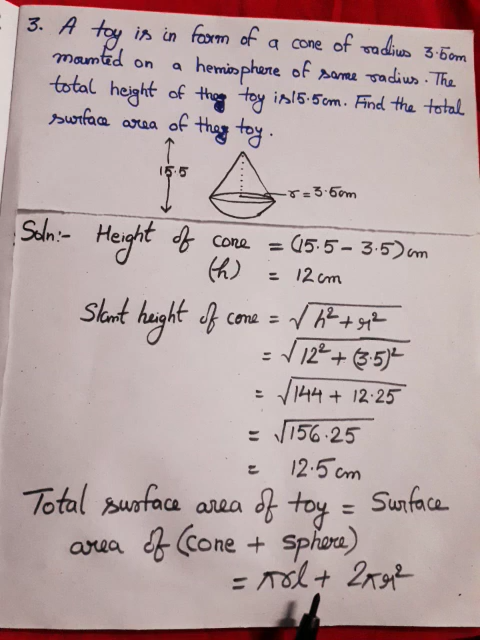 3. A toy is in form of a cone of radius 3.5cm
mounted on a hemisphere of same radius. The
total height of the toy is 15.5cm. Find the total
surface area of the toy.
15.5
r = 3.5cm
Soln:- Height of cone = (15.5 - 3.5) cm
(h) = 12 cm
Slant height of cone = √h² + r²
= √12² + (3.5)²
= √144 + 12.25
= √156.25
= 12.5 cm
Total surface area of toy = Surface
area of (cone + sphere)
= πrl + 2πr²